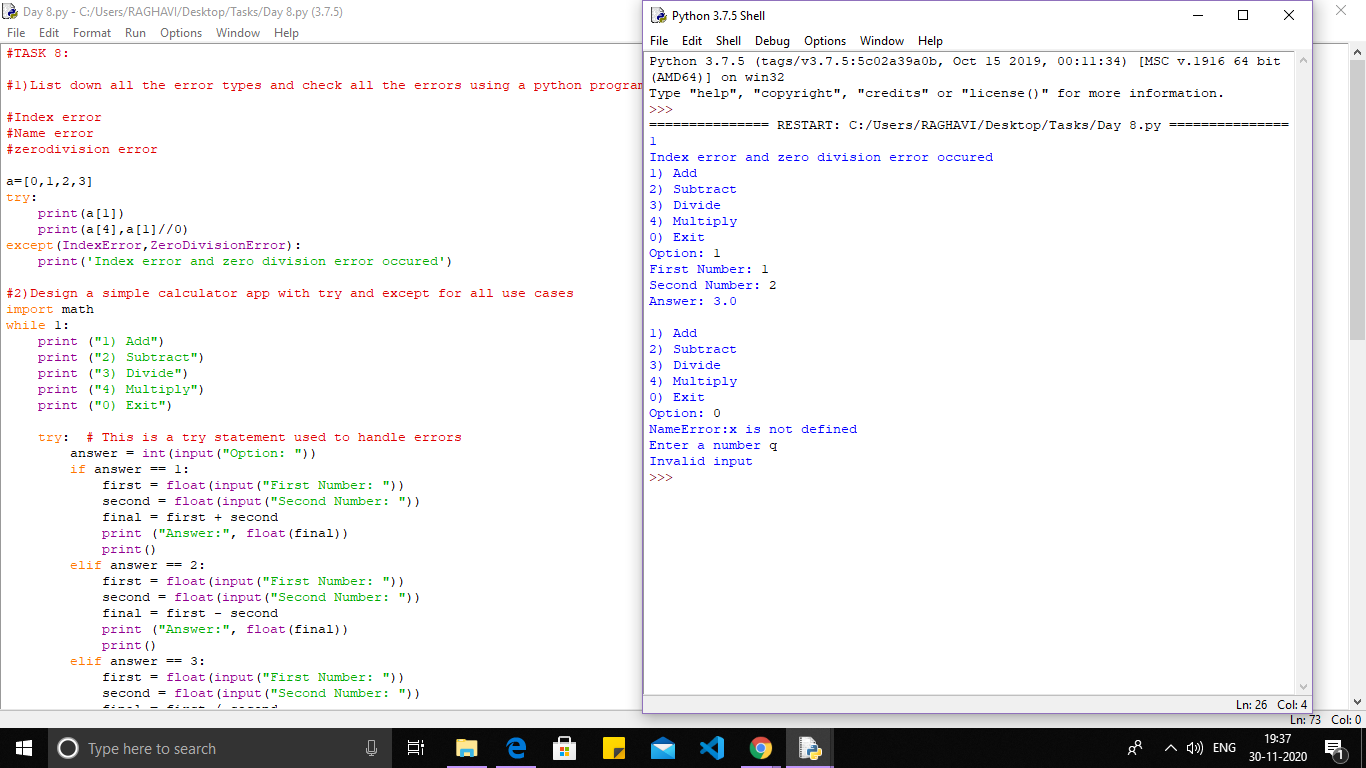 Day 8.py - C:/Users/RAGHAVI/Desktop/Tasks/Day 8.py (3.7.5)
File Edit Format Run Options Window Help
#TASK 8:
#1)List down all the error types and check all the errors using a python program
#Index error
#Name error
#zerodivision error
a=[0,1,2,3]
try:
    print(a[1])
    print(a[4],a[1]//0)
except(IndexError,ZeroDivisionError):
    print('Index error and zero division error occured')
#2)Design a simple calculator app with try and except for all use cases
import math
while 1:
    print ("1) Add")
    print ("2) Subtract")
    print ("3) Divide")
    print ("4) Multiply")
    print ("0) Exit")
    try:  # This is a try statement used to handle errors
        answer = int(input("Option: "))
        if answer == 1:
            first = float(input("First Number: "))
            second = float(input("Second Number: "))
            final = first + second
            print ("Answer:", float(final))
            print()
        elif answer == 2:
            first = float(input("First Number: "))
            second = float(input("Second Number: "))
            final = first - second
            print ("Answer:", float(final))
            print()
        elif answer == 3:
            first = float(input("First Number: "))
            second = float(input("Second Number: "))
            final = first / second
Python 3.7.5 Shell
File Edit Shell Debug Options Window Help
Python 3.7.5 (tags/v3.7.5:5c02a39a0b, Oct 15 2019, 00:11:34) [MSC v.1916 64 bit
(AMD64)] on win32
Type "help", "copyright", "credits" or "license()" for more information.
>>>
=============== RESTART: C:/Users/RAGHAVI/Desktop/Tasks/Day 8.py ===============
1
Index error and zero division error occured
1) Add
2) Subtract
3) Divide
4) Multiply
0) Exit
Option: 1
First Number: 1
Second Number: 2
Answer: 3.0
1) Add
2) Subtract
3) Divide
4) Multiply
0) Exit
Option: 0
NameError:x is not defined
Enter a number q
Invalid input
>>>
Ln: 26 Col: 4
Ln: 73 Col: 0
Type here to search
ENG
19:37
30-11-2020
1